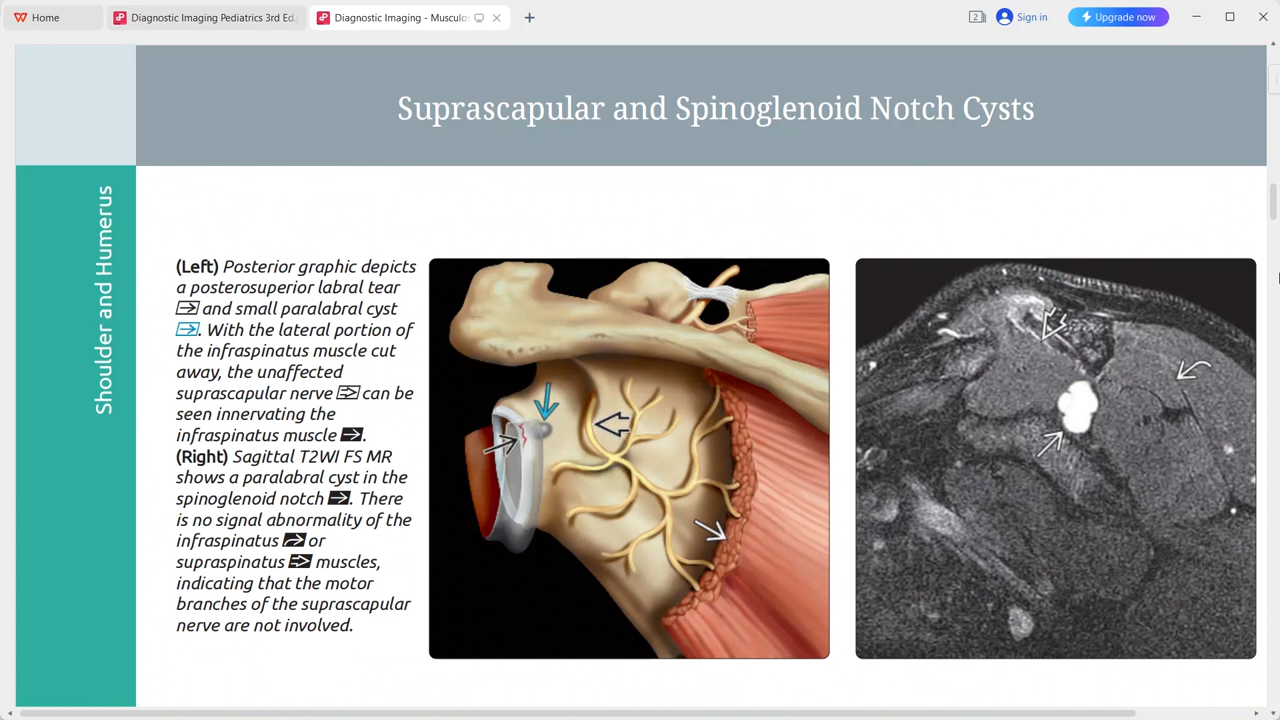 Home
Diagnostic Imaging Pediatrics 3rd Ed.
Diagnostic Imaging - Musculo
2
Sign in
Upgrade now
Suprascapular and Spinoglenoid Notch Cysts
Shoulder and Humerus
(Left) Posterior graphic depicts
a posterosuperior labral tear
and small paralabral cyst
. With the lateral portion of
the infraspinatus muscle cut
away, the unaffected
suprascapular nerve can be
seen innervating the
infraspinatus muscle .
(Right) Sagittal T2WI FS MR
shows a paralabral cyst in the
spinoglenoid notch . There
is no signal abnormality of the
infraspinatus or
supraspinatus muscles,
indicating that the motor
branches of the suprascapular
nerve are not involved.